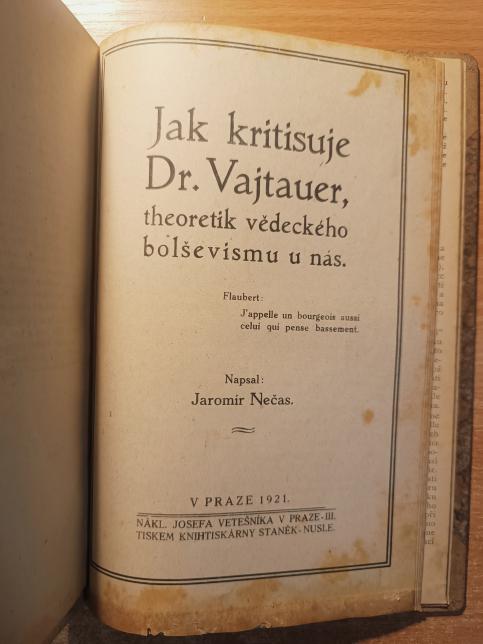 Jak kritisuje
Dr. Vajtauer,
theoretik vědeckého
bolševismu u nás.
Flaubert:
J'appelle un bourgeois aussi
celui qui pense bassement.
Napsal:
Jaromír Nečas.
V PRAZE 1921.
NÁKL. JOSEFA VETEŠNÍKA V PRAZE-III.
TISKEM KNIHTISKÁRNY STANĚK-NUSLE.